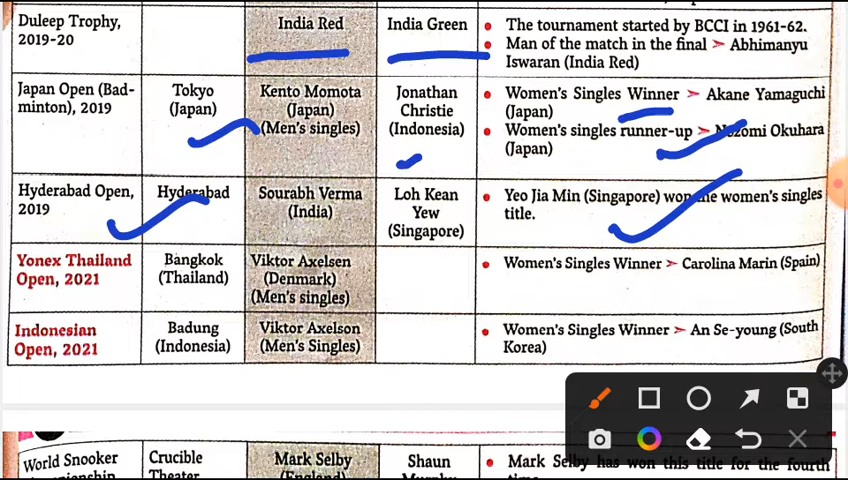 Duleep Trophy, India Red India Green • The tournament started by BCCI in 1961-62.
2019-20 • Man of the match in the final ➢ Abhimanyu
Iswaran (India Red)
Japan Open (Bad- Tokyo Kento Momota Jonathan • Women's Singles Winner ➢ Akane Yamaguchi
minton), 2019 (Japan) (Japan) Christie (Japan)
(Men's singles) (Indonesia) • Women's singles runner-up ➢ Nozomi Okuhara
(Japan)
Hyderabad Open, Hyderabad Sourabh Verma Loh Kean • Yeo Jia Min (Singapore) won the women's singles
2019 (India) Yew title.
(Singapore)
Yonex Thailand Bangkok Viktor Axelsen • Women's Singles Winner ➢ Carolina Marin (Spain)
Open, 2021 (Thailand) (Denmark)
(Men's singles)
Indonesian Badung Viktor Axelson • Women's Singles Winner ➢ An Se-young (South
Open, 2021 (Indonesia) (Men's Singles) Korea)
World Snooker Crucible Mark Selby Shaun • Mark Selby has won this title for the fourth
Theater (England)